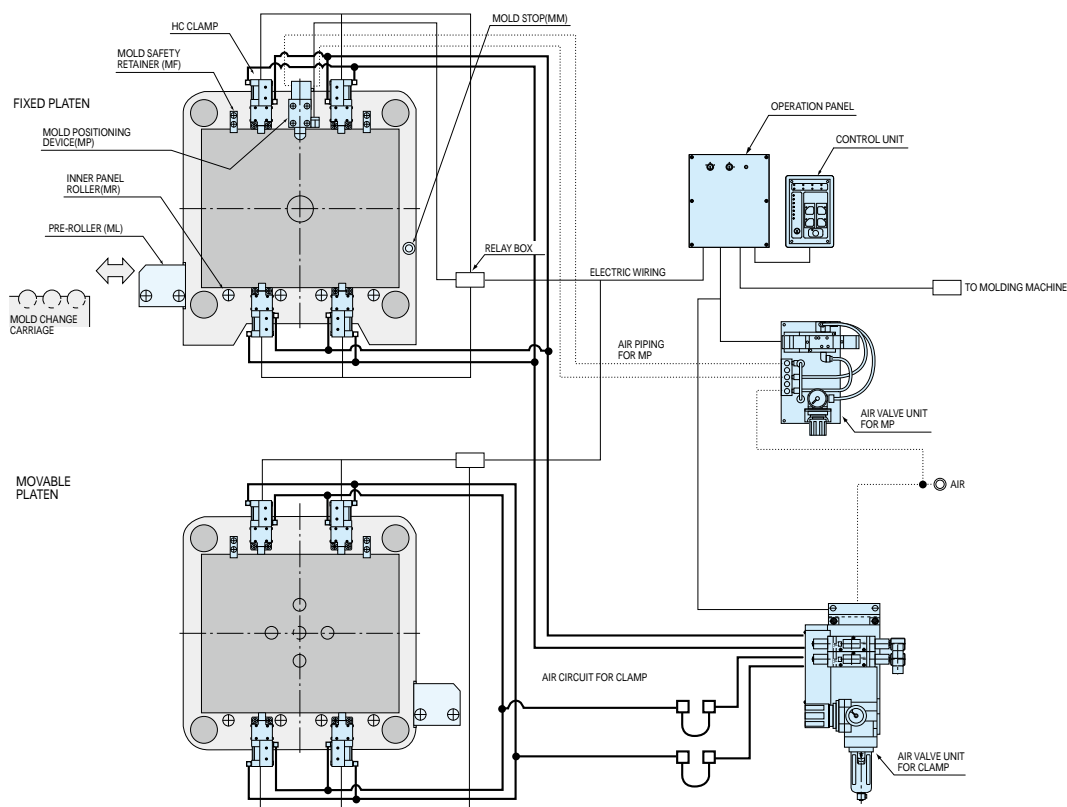 HC CLAMP
MOLD STOP(MM)
MOLD SAFETY
RETAINER (MF)
FIXED PLATEN
OPERATION PANEL
MOLD POSITIONING
DEVICE(MP)
CONTROL UNIT
INNER PANEL
ROLLER(MR)
PRE-ROLLER (ML)
RELAY BOX
ELECTRIC WIRING
TO MOLDING MACHINE
MOLD CHANGE
CARRIAGE
AIR PIPING
FOR MP
AIR VALVE UNIT
FOR MP
MOVABLE
PLATEN
AIR
AIR CIRCUIT FOR CLAMP
AIR VALVE UNIT
FOR CLAMP